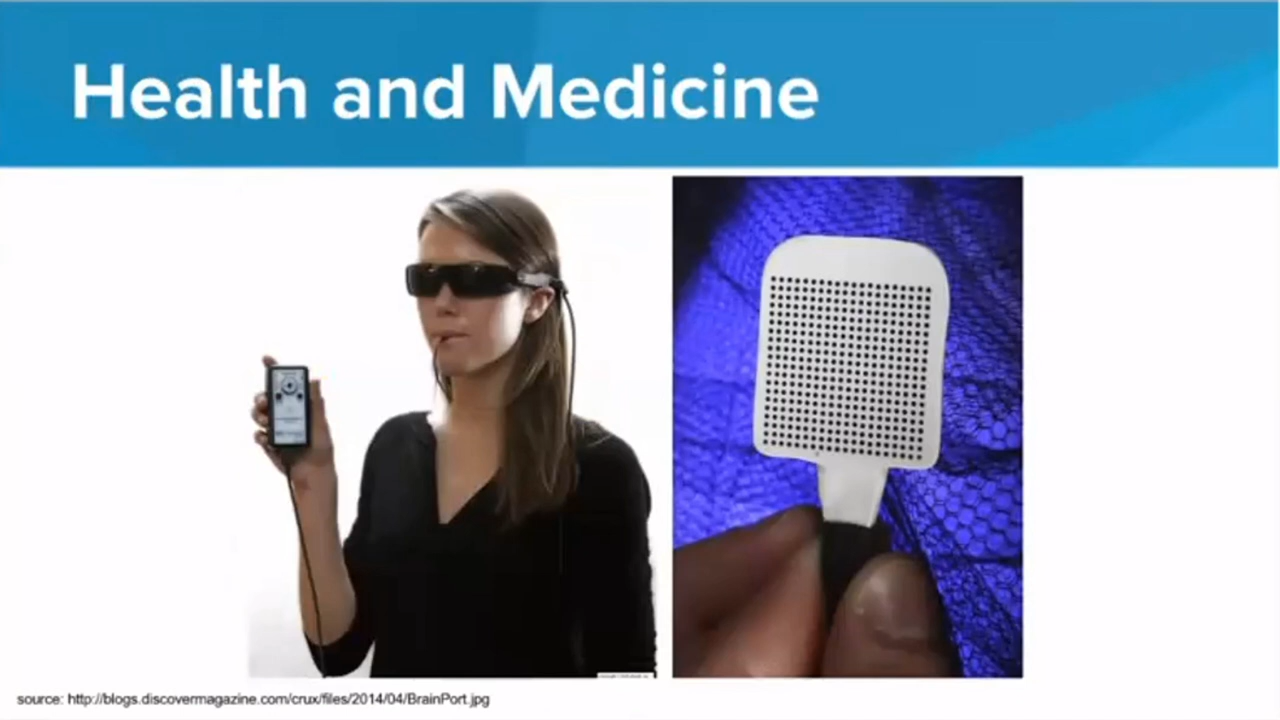 Health and Medicine
source: http://blogs.discovermagazine.com/crux/files/2014/04/BrainPort.jpg